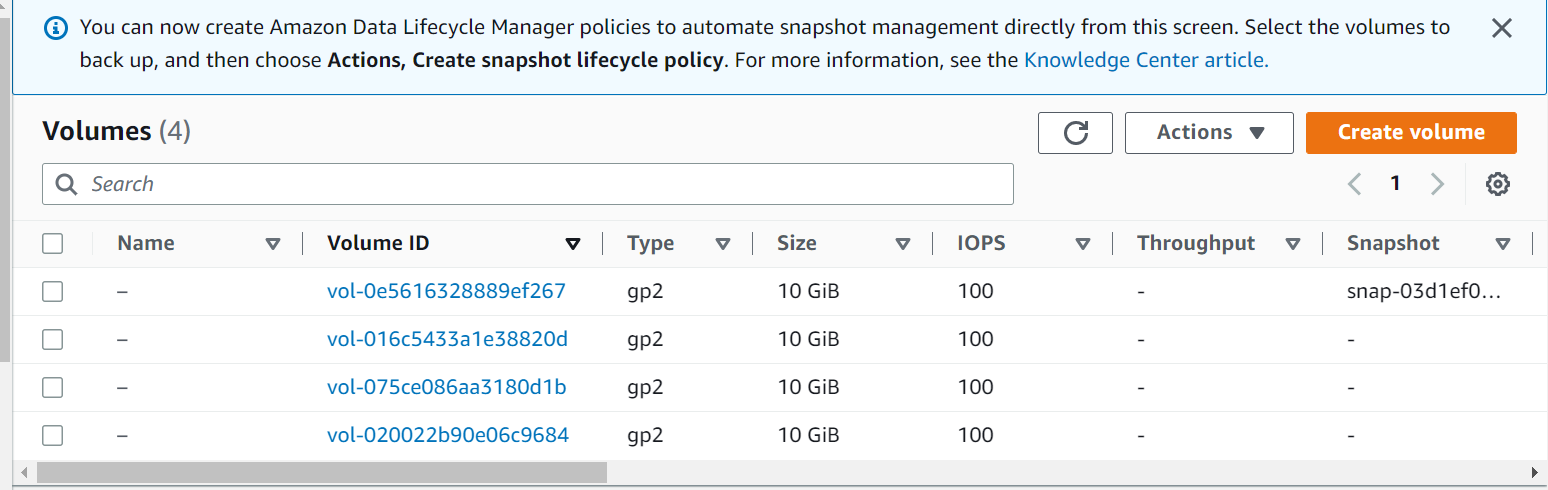 You can now create Amazon Data Lifecycle Manager policies to automate snapshot management directly from this screen. Select the volumes to
back up, and then choose Actions, Create snapshot lifecycle policy. For more information, see the Knowledge Center article.
Volumes (4)
Actions
Create volume
Search
1
Name Volume ID Type Size IOPS Throughput Snapshot
– vol-0e5616328889ef267 gp2 10 GiB 100 - snap-03d1ef0...
– vol-016c5433a1e38820d gp2 10 GiB 100 - -
– vol-075ce086aa3180d1b gp2 10 GiB 100 - -
– vol-020022b90e06c9684 gp2 10 GiB 100 - -